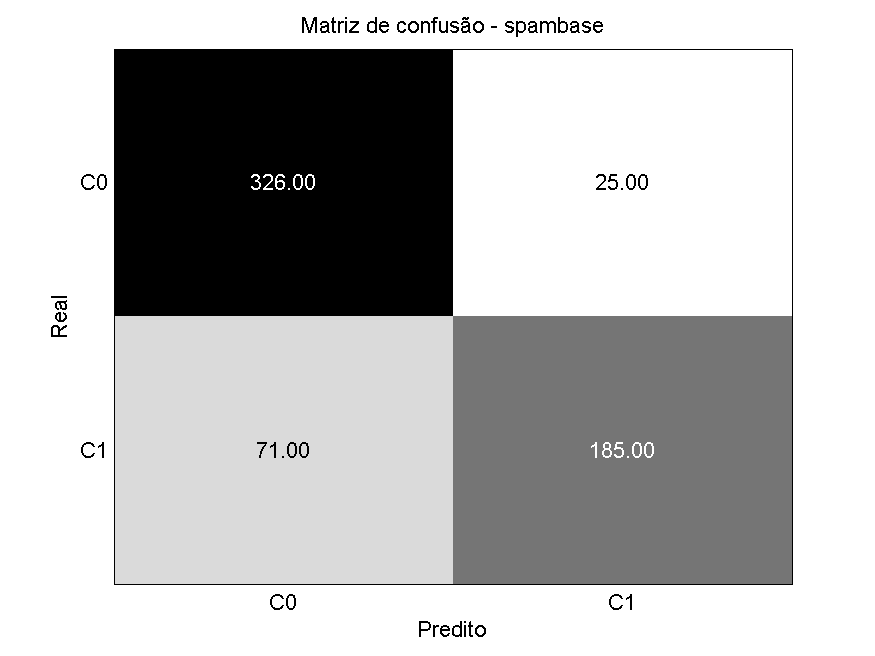 Matriz de confusão - spambase
C0
326.00
25.00
Real
C1
71.00
185.00
C0
C1
Predito